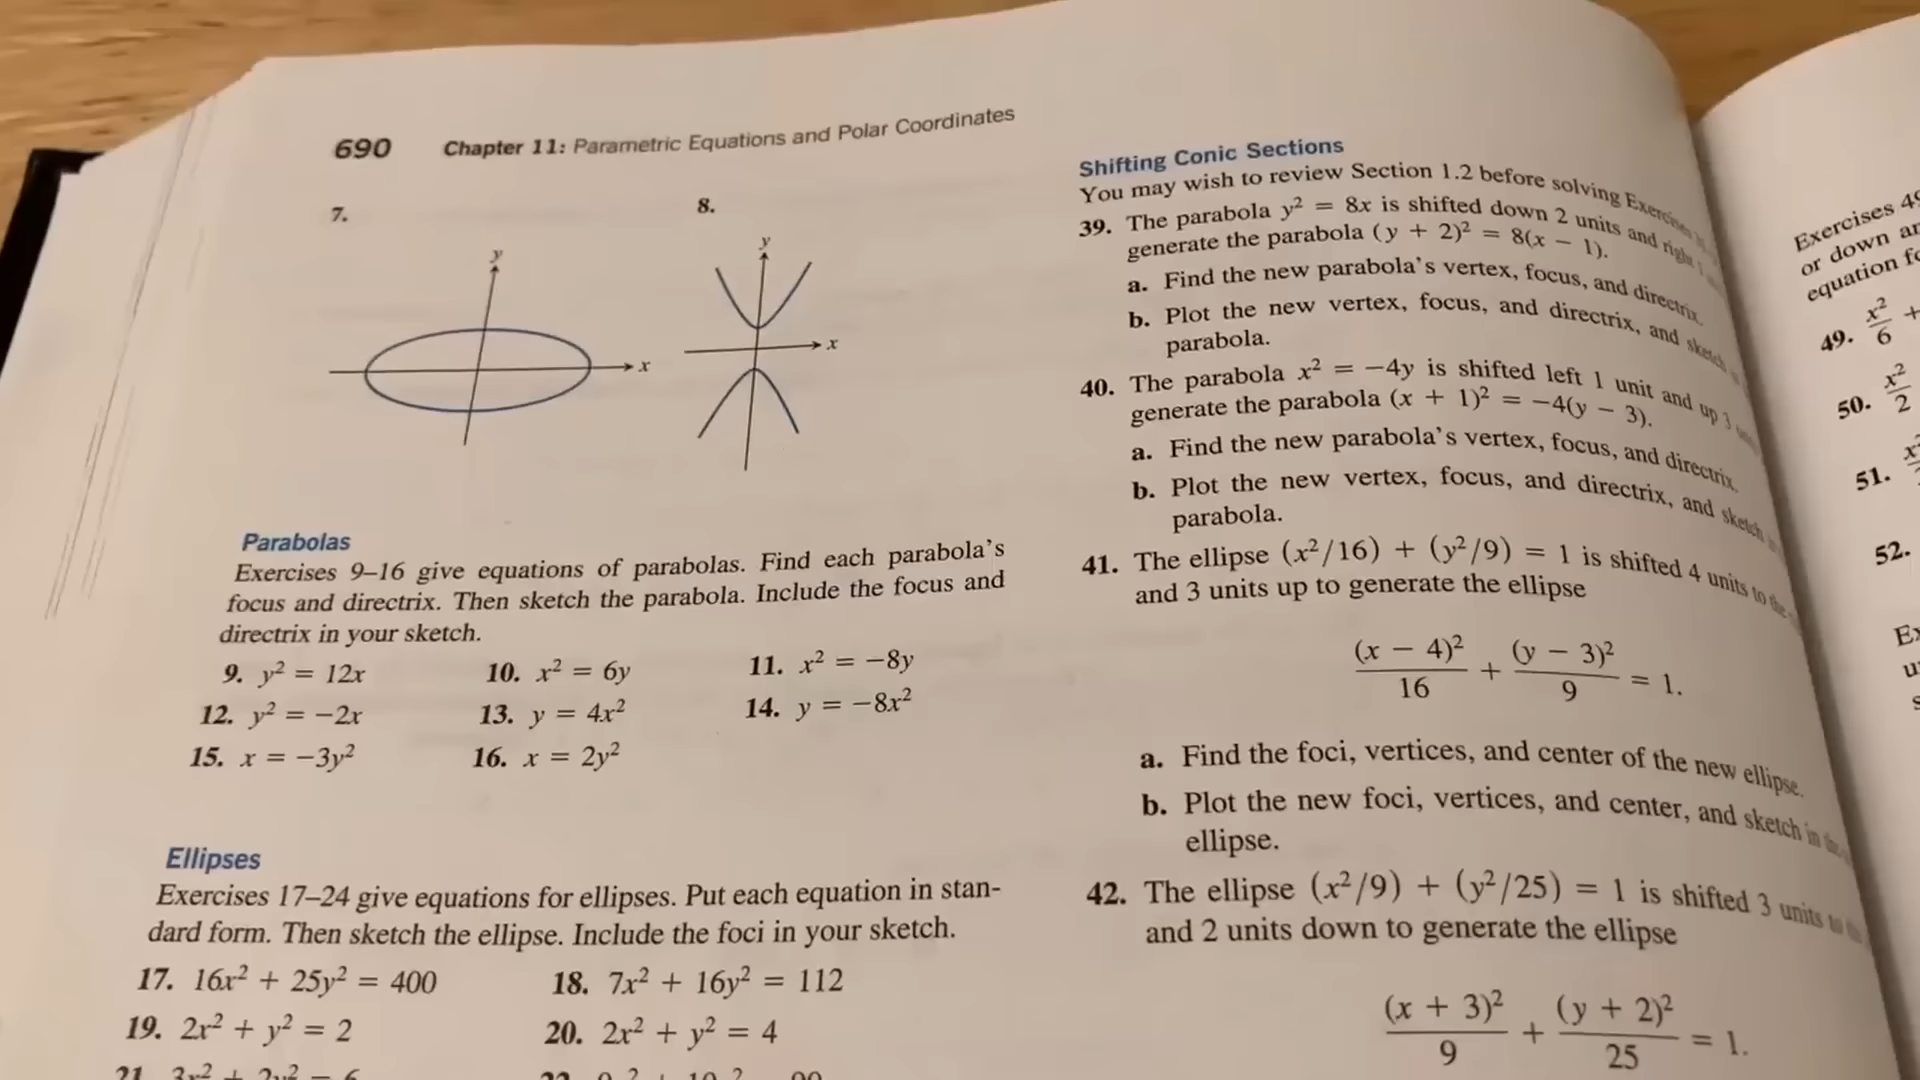 690 Chapter 11: Parametric Equations and Polar Coordinates
7.
8.
y
x
y
x
Parabolas
Exercises 9–16 give equations of parabolas. Find each parabola's
focus and directrix. Then sketch the parabola. Include the focus and
directrix in your sketch.
9. y² = 12x 10. x² = 6y 11. x² = −8y
12. y² = −2x 13. y = 4x² 14. y = −8x²
15. x = −3y² 16. x = 2y²
Ellipses
Exercises 17–24 give equations for ellipses. Put each equation in stan-
dard form. Then sketch the ellipse. Include the foci in your sketch.
17. 16x² + 25y² = 400 18. 7x² + 16y² = 112
19. 2x² + y² = 2 20. 2x² + y² = 4
Shifting Conic Sections
You may wish to review Section 1.2 before solving
39. The parabola y² = 8x is shifted down 2 units and right 1
generate the parabola (y + 2)² = 8(x − 1).
a. Find the new parabola's vertex, focus, and directrix.
b. Plot the new vertex, focus, and directrix, and sketch
parabola.
40. The parabola x² = −4y is shifted left 1 unit and up 3
generate the parabola (x + 1)² = −4(y − 3).
a. Find the new parabola's vertex, focus, and directrix.
b. Plot the new vertex, focus, and directrix, and sketch
parabola.
41. The ellipse (x²/16) + (y²/9) = 1 is shifted 4 units to the
and 3 units up to generate the ellipse
(x − 4)²/16 + (y − 3)²/9 = 1.
a. Find the foci, vertices, and center of the new ellipse.
b. Plot the new foci, vertices, and center, and sketch in the
ellipse.
42. The ellipse (x²/9) + (y²/25) = 1 is shifted 3 units to
and 2 units down to generate the ellipse
(x + 3)²/9 + (y + 2)²/25 = 1.
Exercises
or down
equation
49. x²/6 +
50. x²/2
51.
52.